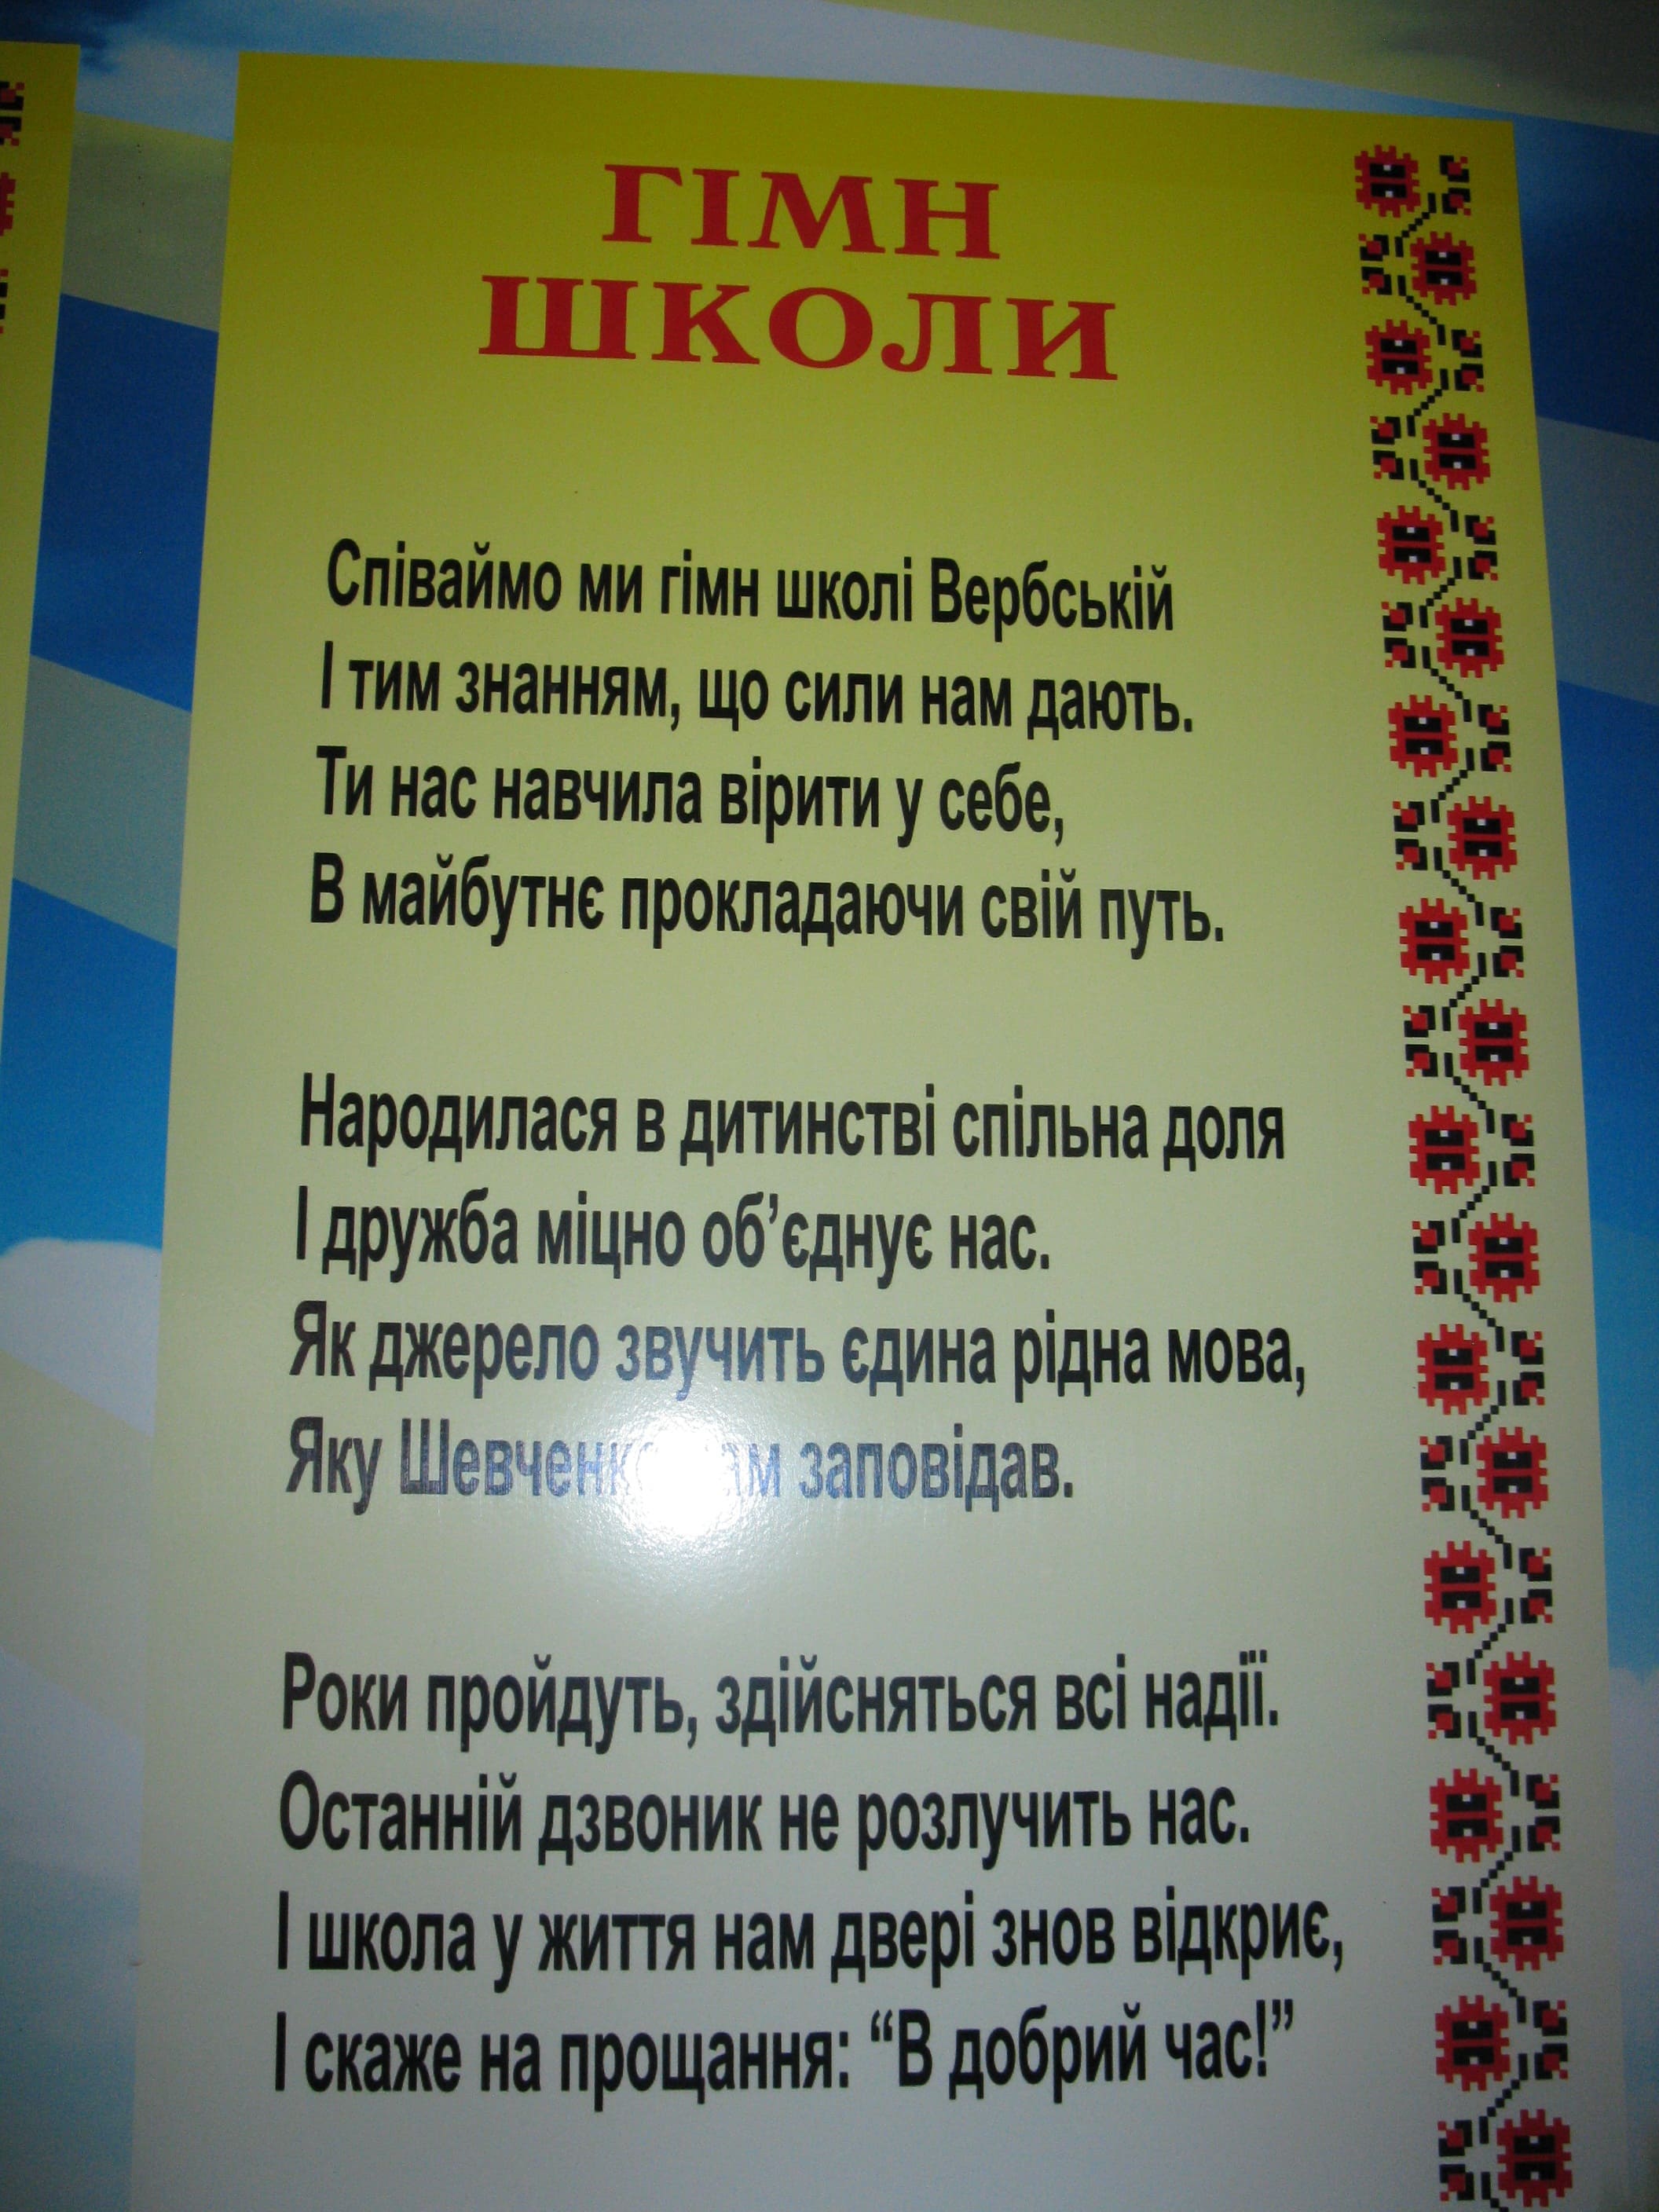 ГІМН
ШКОЛИ
Співаймо ми гімн школі Вербській
І тим знанням, що сили нам дають.
Ти нас навчила вірити у себе,
В майбутнє прокладаючи свій путь.
Народилася в дитинстві спільна доля
І дружба міцно об’єднує нас.
Як джерело звучить єдина рідна мова,
Яку заповідав.
Роки пройдуть, здійсняться всі надії.
Останній дзвоник не розлучить нас.
І школа у життя нам двері знов відкриє,
І скаже на прощання: “В добрий час!”